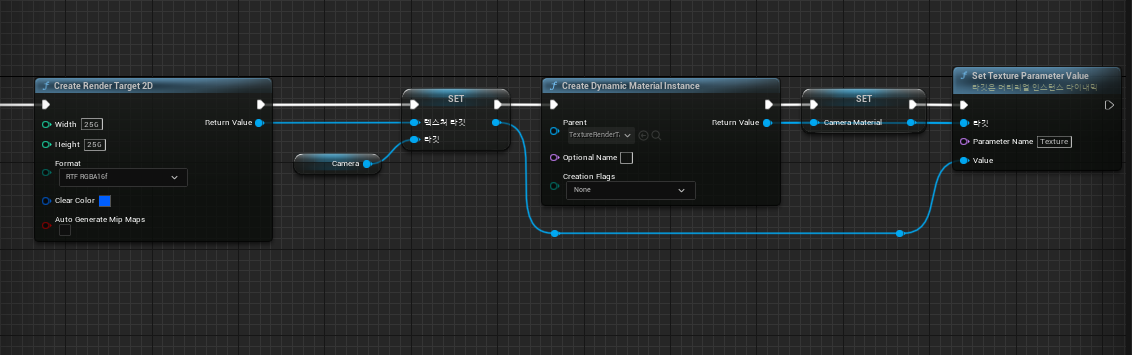 Create Render Target 2D
Width 256
Height 256
Format
RTF RGBA16f
Clear Color
Auto Generate Mip Maps
Return Value
Camera
SET
텍스처 타깃
타깃
Create Dynamic Material Instance
Parent
TextureRenderT
Optional Name
Creation Flags
None
Return Value
SET
Camera Material
Set Texture Parameter Value
타깃은 머티리얼 인스턴스 다이내믹
타깃
Parameter Name Texture
Value